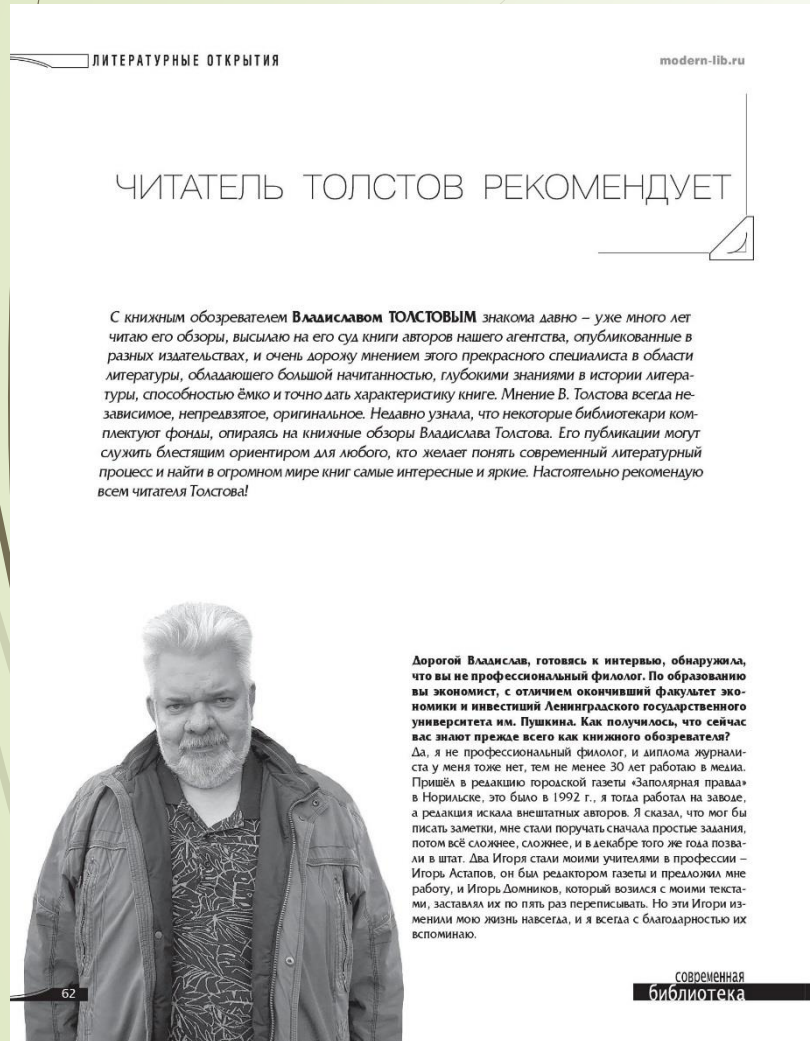 ЛИТЕРАТУРНЫЕ ОТКРЫТИЯ
modern-lib.ru
ЧИТАТЕЛЬ ТОЛСТОВ РЕКОМЕНДУЕТ
С книжным обозревателем Владиславом ТОЛСТОВЫМ знакома давно – уже много лет
читаю его обзоры, высылаю на его суд книги авторов нашего агентства, опубликованные в
разных издательствах, и очень дорожу мнением этого прекрасного специалиста в области
литературы, обладающего большой начитанностью, глубокими знаниями в истории литера-
туры, способностью ёмко и точно дать характеристику книге. Мнение В. Толстова всегда не-
зависимое, непредвзятое, оригинальное. Недавно узнала, что некоторые библиотекари ком-
плектуют фонды, опираясь на книжные обзоры Владислава Толстова. Его публикации могут
служить блестящим ориентиром для любого, кто желает понять современный литературный
процесс и найти в огромном мире книг самые интересные и яркие. Настоятельно рекомендую
всем читателя Толстова!
Дорогой Владислав, готовясь к интервью, обнаружила,
что вы не профессиональный филолог. По образованию
вы экономист, с отличием окончивший факультет эко-
номики и инвестиций Ленинградского государственного
университета им. Пушкина. Как получилось, что сейчас
вас знают прежде всего как книжного обозревателя?
Да, я не профессиональный филолог, и диплома журнали-
ста у меня тоже нет, тем не менее 30 лет работаю в медиа.
Пришёл в редакцию городской газеты «Заполярная правда»
в Норильске, это было в 1992 г., я тогда работал на заводе,
а редакция искала внештатных авторов. Я сказал, что мог бы
писать заметки, мне стали поручать сначала простые задания,
потом всё сложнее, сложнее, и в декабре того же года позва-
ли в штат. Два Игоря стали моими учителями в профессии –
Игорь Астапов, он был редактором газеты и предложил мне
работу, и Игорь Домников, который возился с моими текста-
ми, заставлял их по пять раз переписывать. Но эти Игори из-
менили мою жизнь навсегда, и я всегда с благодарностью их
вспоминаю.
62
современная
библиотека